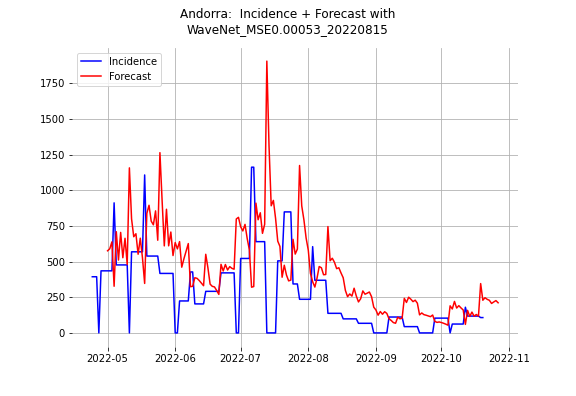 Andorra:  Incidence + Forecast with
WaveNet_MSE0.00053_20220815
Incidence
Forecast
1750
1500
1250
1000
750
500
250
0
2022-05 2022-06 2022-07 2022-08 2022-09 2022-10 2022-11